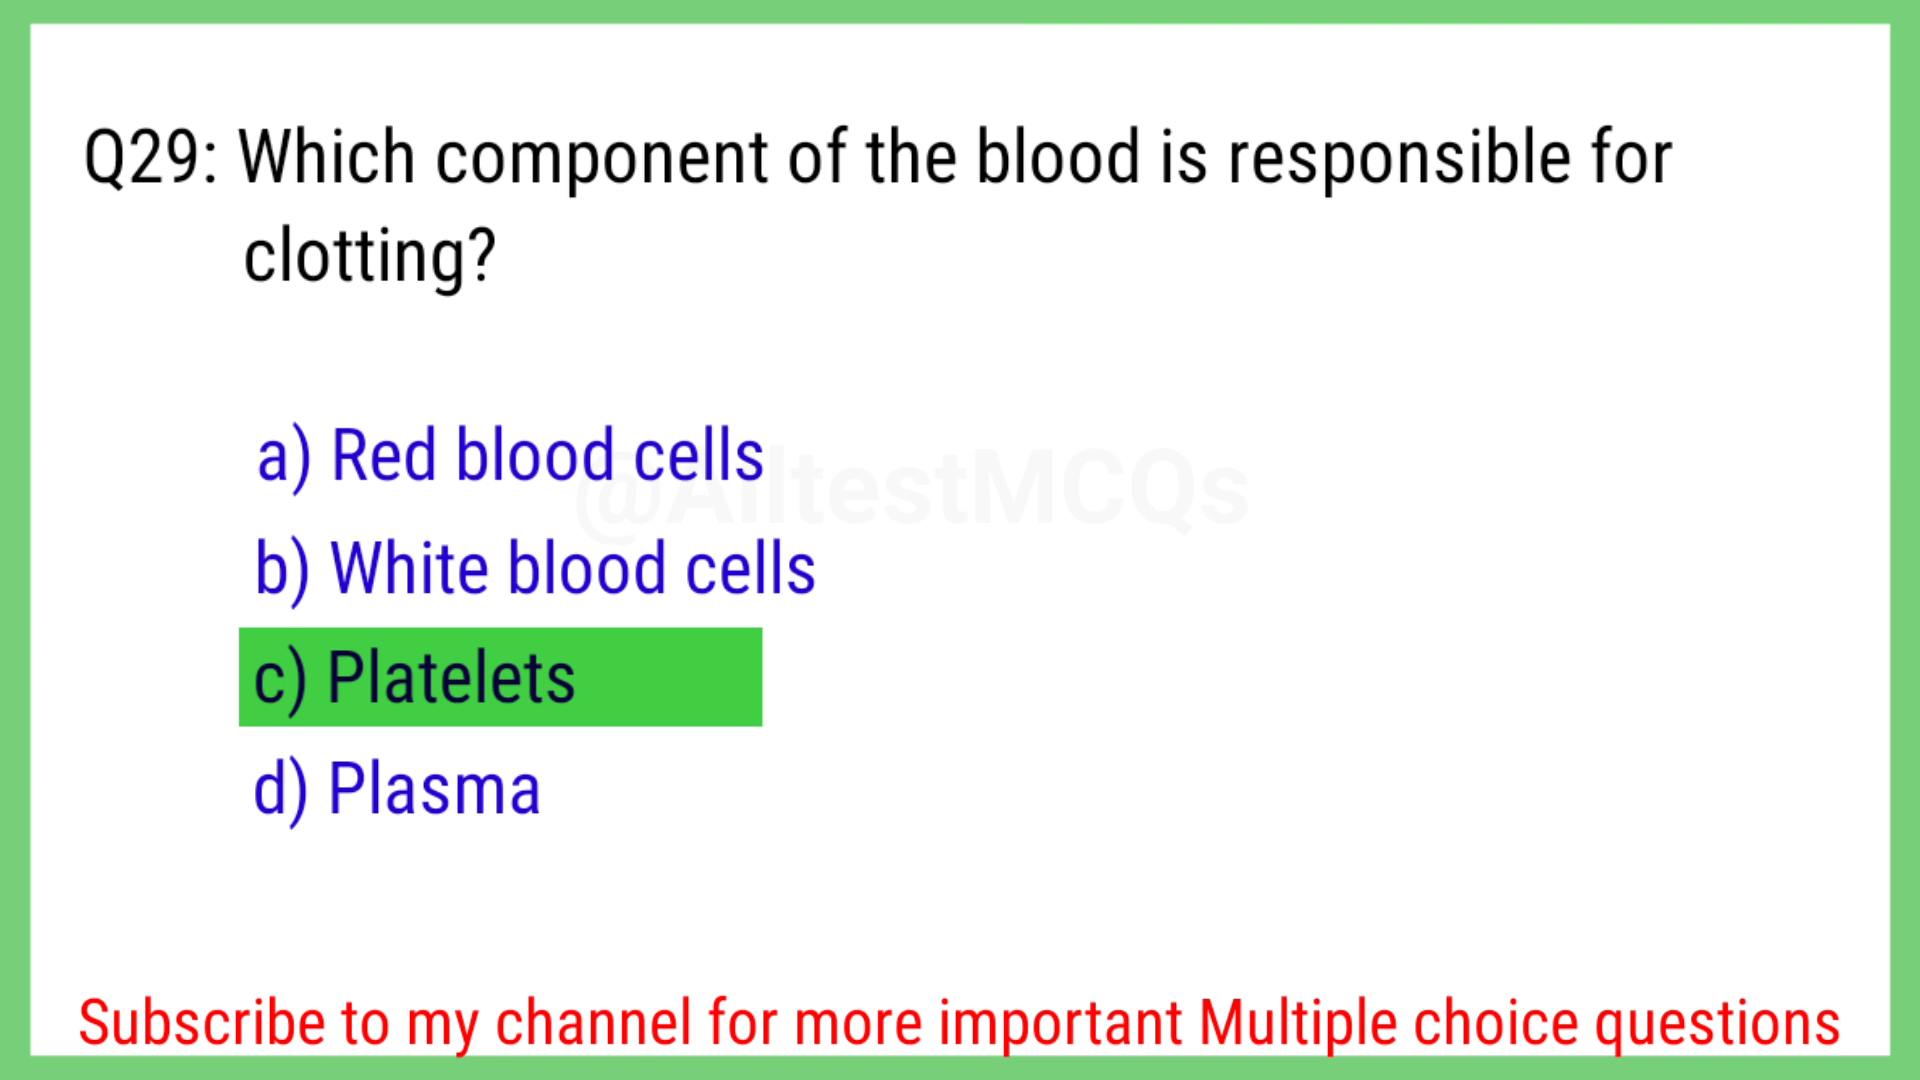 Q29: Which component of the blood is responsible for
clotting?
a) Red blood cells
@AlltestMCQs
b) White blood cells
c) Platelets
d) Plasma
Subscribe to my channel for more important Multiple choice questions